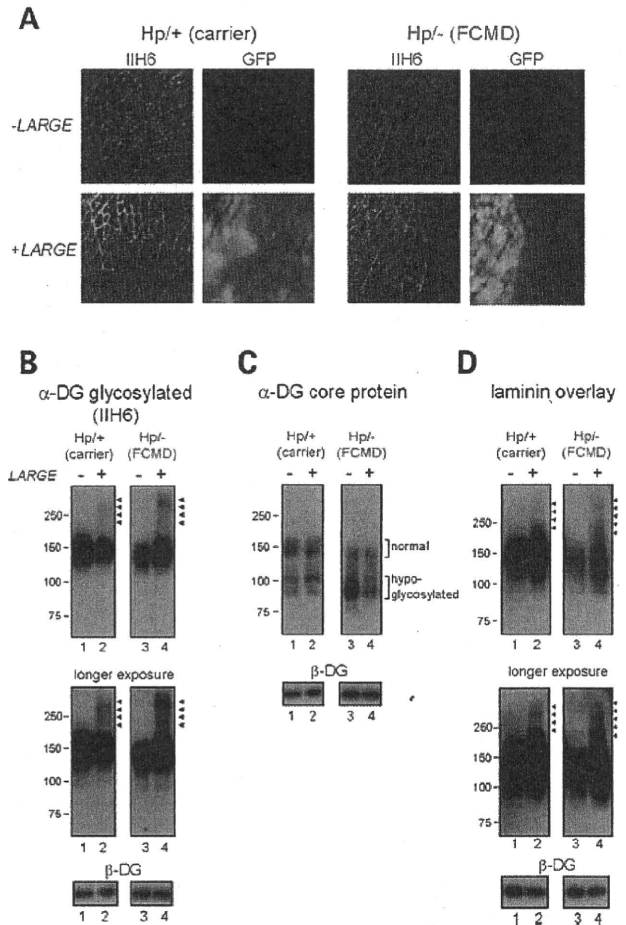 A
Hp/+ (carrier) Hp/- (FCMD)
IIH6 GFP IIH6 GFP
-LARGE
+LARGE
B
α-DG glycosylated
(IIH6)
Hp/+
(carrier)
Hp/-
(FCMD)
LARGE - + - +
250
150
100
75
1 2 3 4
longer exposure
250
150
100
75
1 2 3 4
β-DG
1 2 3 4
C
α-DG core protein
Hp/+
(carrier)
Hp/-
(FCMD)
- + - +
250
150
100
75
normal
hypo-
glycosylated
1 2 3 4
β-DG
1 2 3 4
D
laminin overlay
Hp/+
(carrier)
Hp/-
(FCMD)
- + - +
250
150
100
75
1 2 3 4
longer exposure
250
150
100
75
1 2 3 4
β-DG
1 2 3 4